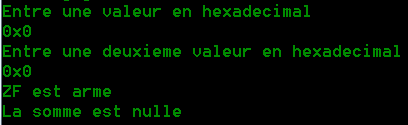 Entre une valeur en hexadecimal
0x0
Entre une deuxieme valeur en hexadecimal
0x0
ZF est arme
La somme est nulle